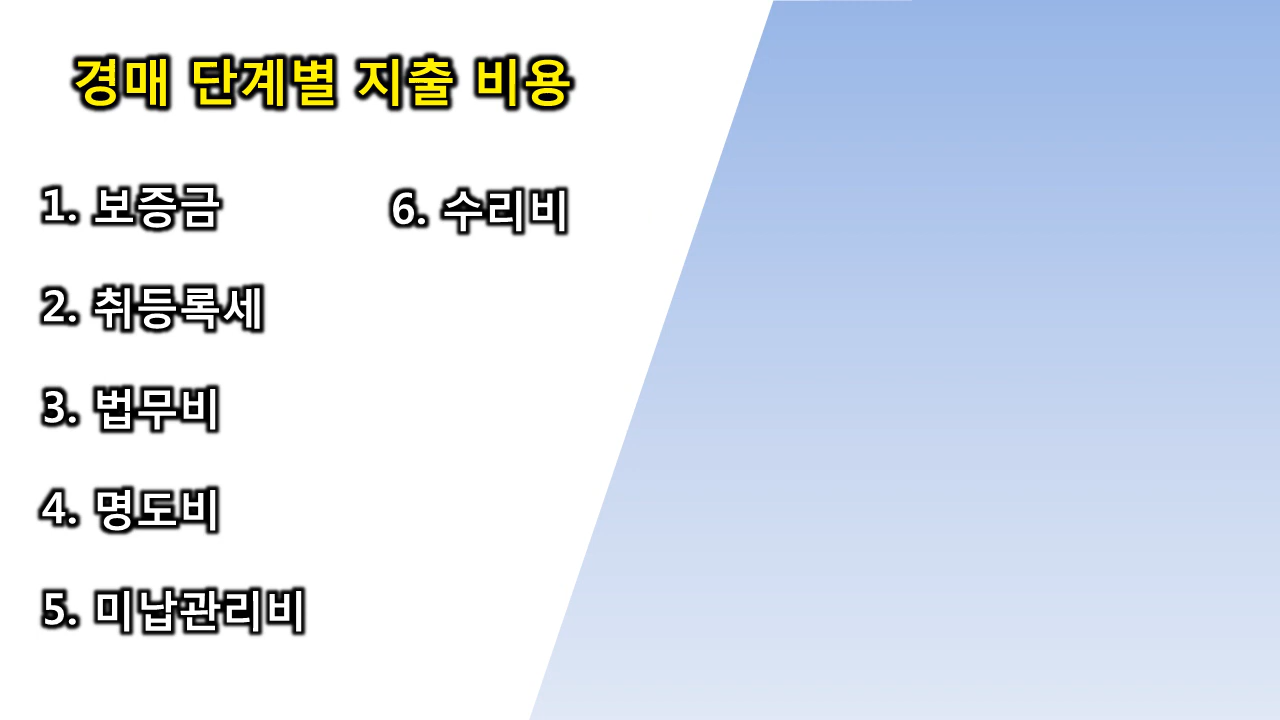 경매 단계별 지출 비용
1. 보증금
2. 취등록세
3. 법무비
4. 명도비
5. 미납관리비
6. 수리비